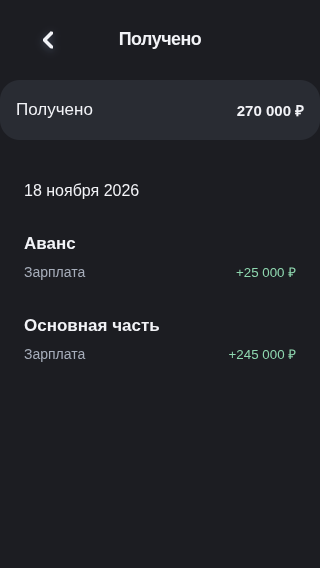 Получено
Получено 270 000 ₽
18 ноября 2026
Аванс
Зарплата +25 000 ₽
Основная часть
Зарплата +245 000 ₽